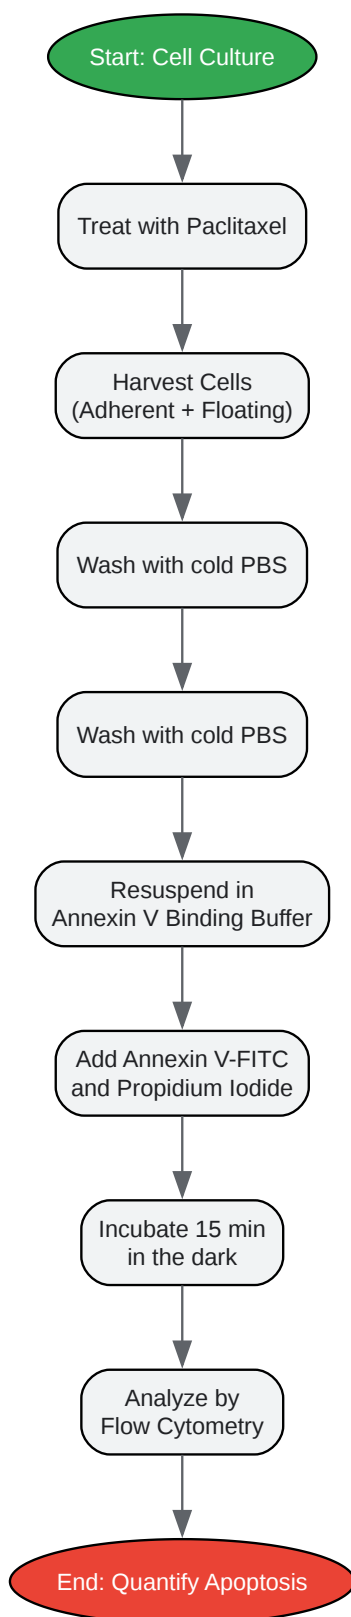 Start: Cell Culture
Treat with Paclitaxel
Harvest Cells
(Adherent + Floating)
Wash with cold PBS
Wash with cold PBS
Resuspend in
Annexin V Binding Buffer
Add Annexin V-FITC
and Propidium Iodide
Incubate 15 min
in the dark
Analyze by
Flow Cytometry
End: Quantify Apoptosis